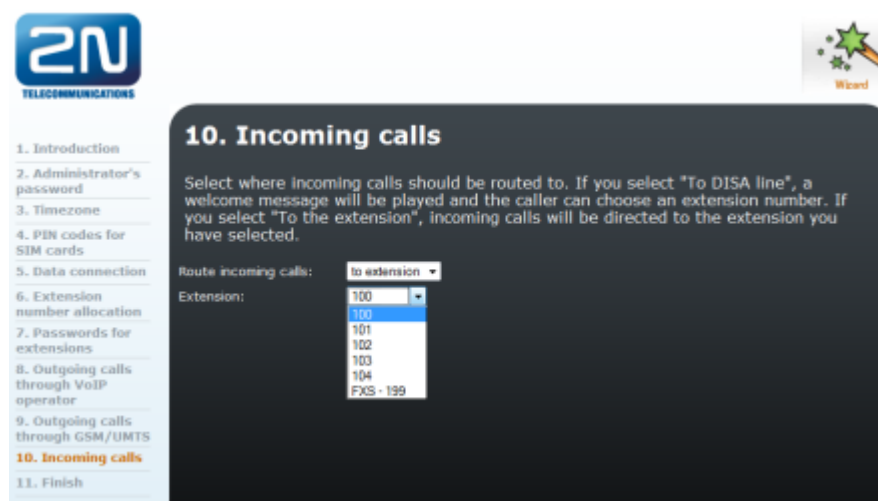 2N
TELECOMMUNICATIONS
Wizard
1. Introduction
2. Administrator's
password
3. Timezone
4. PIN codes for
SIM cards
5. Data connection
6. Extension
number allocation
7. Passwords for
extensions
8. Outgoing calls
through VoIP
operator
9. Outgoing calls
through GSM/UMTS
10. Incoming calls
11. Finish
10. Incoming calls
Select where incoming calls should be routed to. If you select "To DISA line", a
welcome message will be played and the caller can choose an extension number. If
you select "To the extension", incoming calls will be directed to the extension you
have selected.
Route incoming calls: to extension
Extension: 100
100
101
102
103
104
FXS - 199